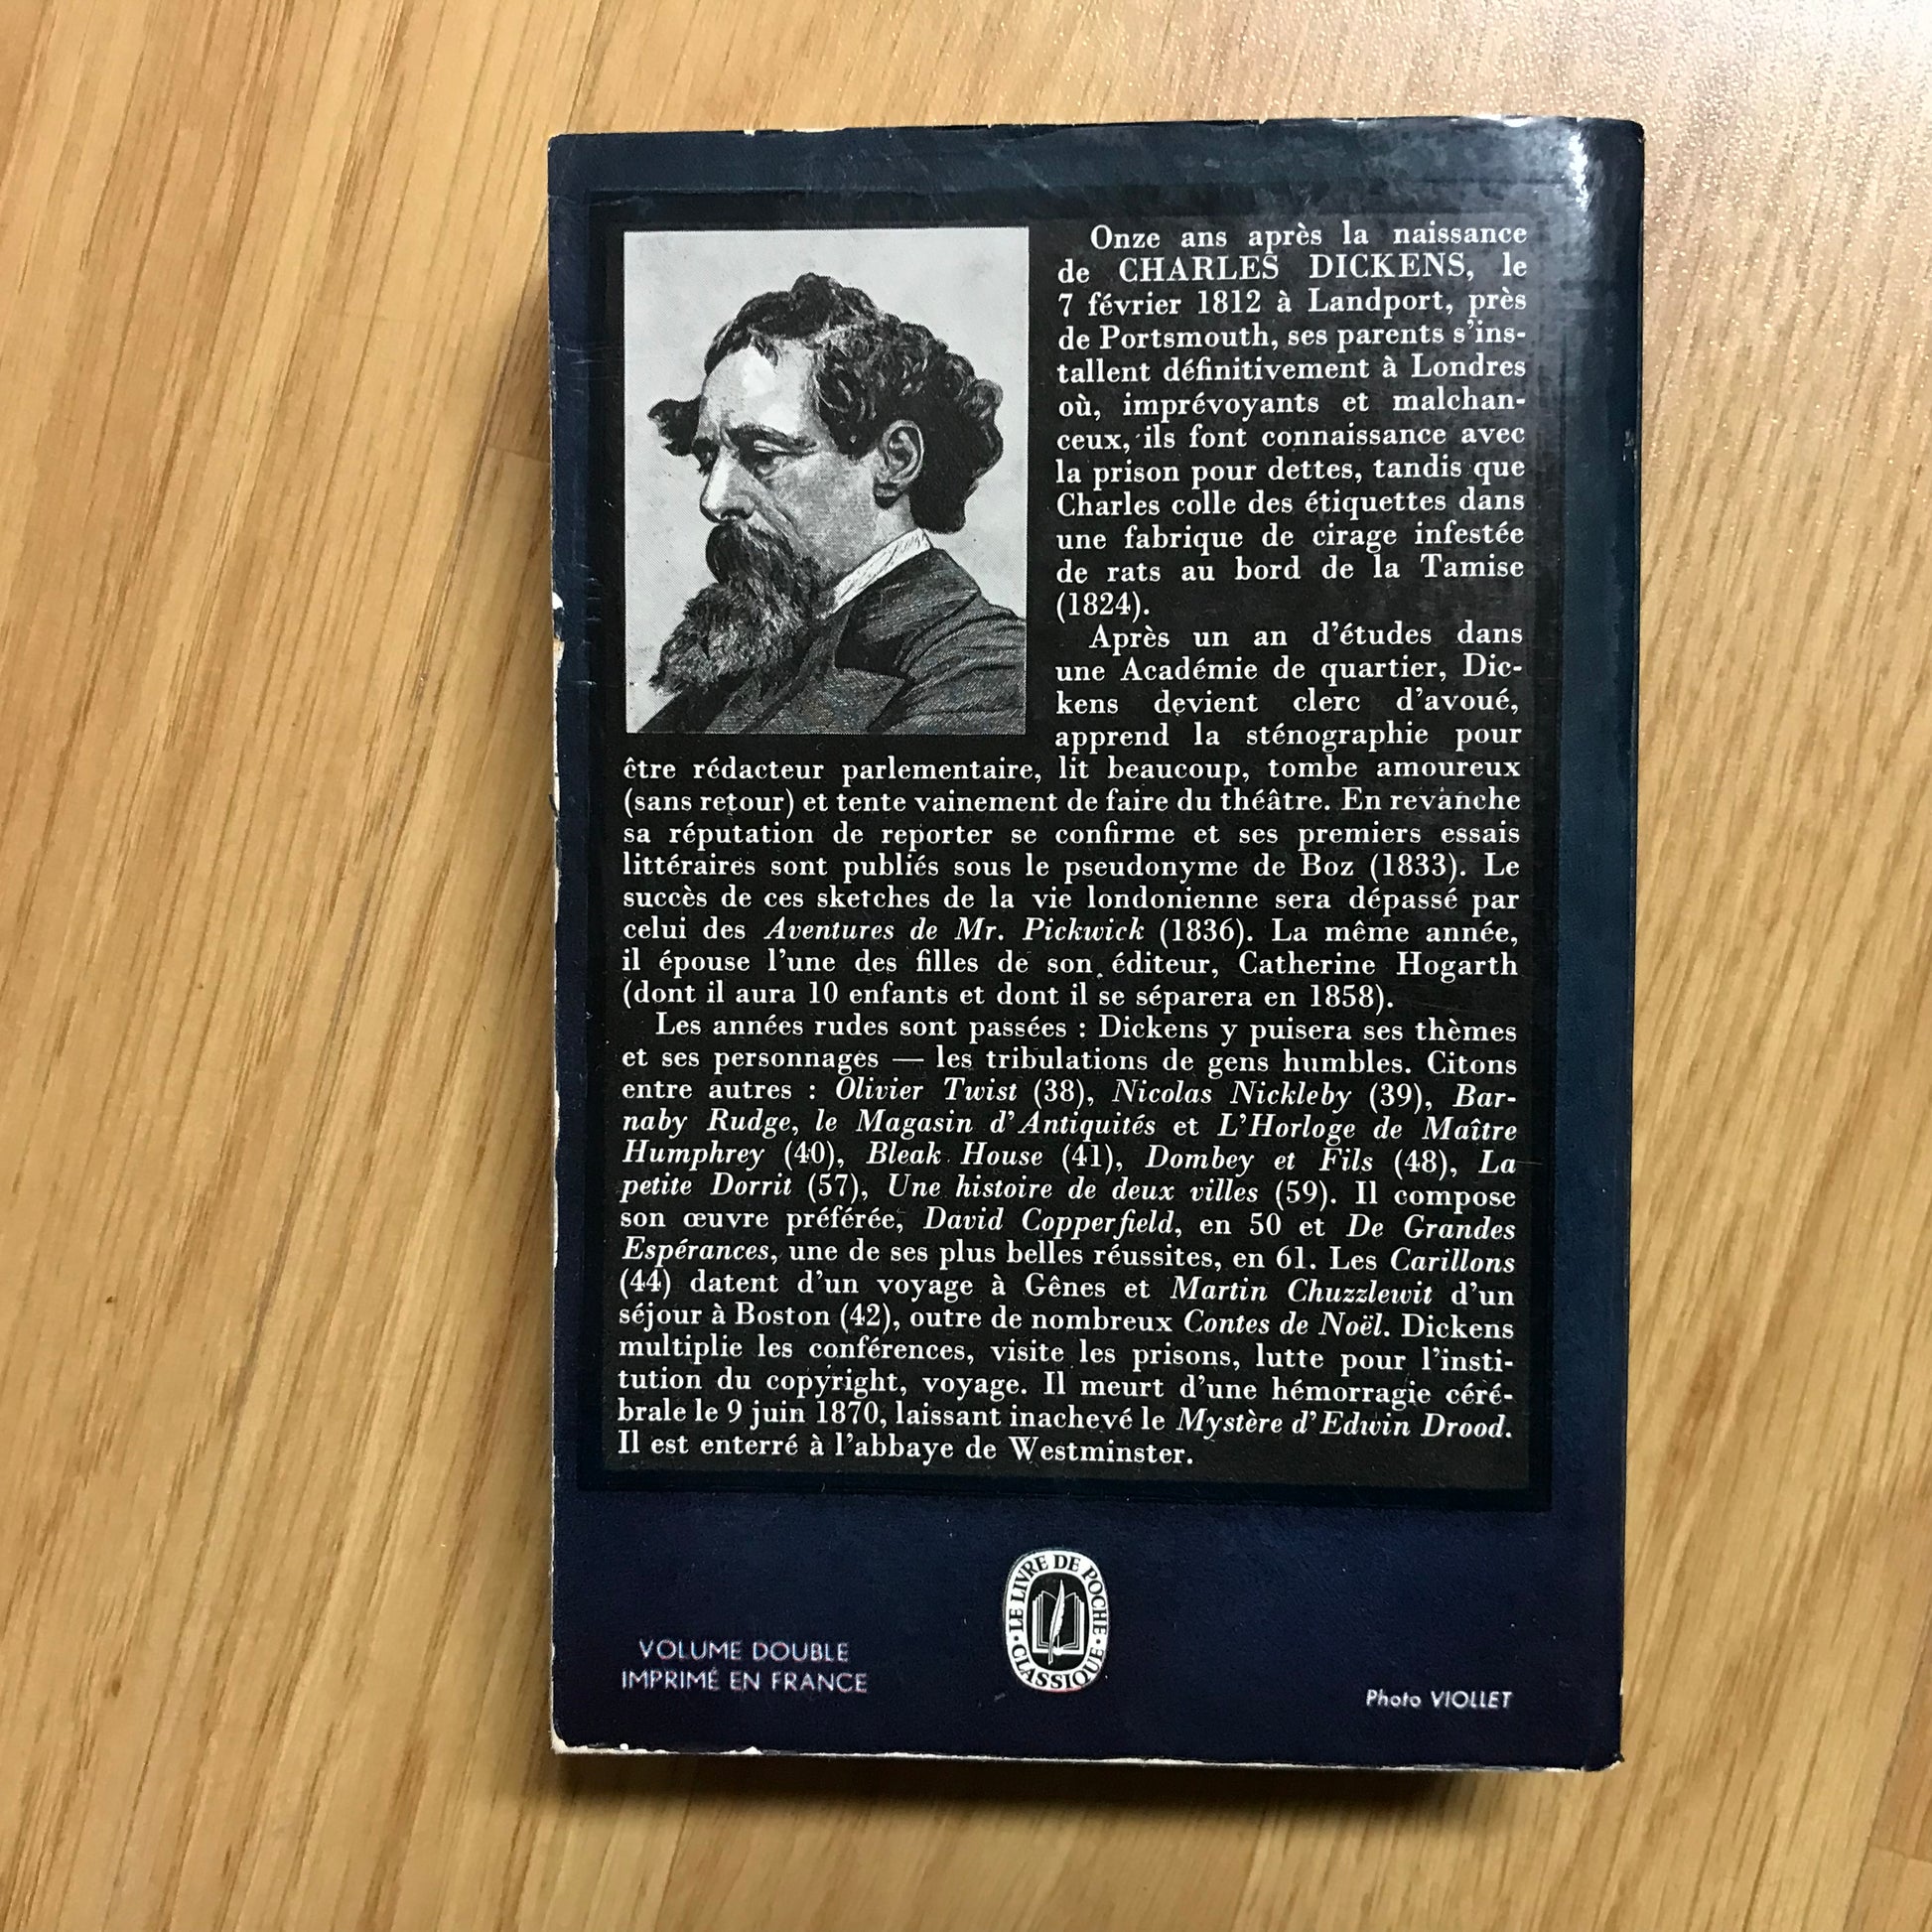 Onze ans après la naissance
de CHARLES DICKENS, le
7 février 1812 à Landport, près
de Portsmouth, ses parents s'ins-
tallent définitivement à Londres
où, imprévoyants et malchan-
ceux, ils font connaissance avec
la prison pour dettes, tandis que
Charles colle des étiquettes dans
une fabrique de cirage infestée
de rats au bord de la Tamise
(1824).
Après un an d'études dans
une Académie de quartier, Dic-
kens devient clerc d'avoué,
apprend la sténographie pour
être rédacteur parlementaire, lit beaucoup, tombe amoureux
(sans retour) et tente vainement de faire du théâtre. En revanche
sa réputation de reporter se confirme et ses premiers essais
littéraires sont publiés sous le pseudonyme de Boz (1833). Le
succès de ces sketches de la vie londonienne sera dépassé par
celui des Aventures de Mr. Pickwick (1836). La même année,
il épouse l'une des filles de son éditeur, Catherine Hogarth
(dont il aura 10 enfants et dont il se séparera en 1858).
Les années rudes sont passées : Dickens y puisera ses thèmes
et ses personnages — les tribulations de gens humbles. Citons
entre autres : Olivier Twist (38), Nicolas Nickleby (39), Bar-
naby Rudge, le Magasin d'Antiquités et L'Horloge de Maître
Humphrey (40), Bleak House (41), Dombey et Fils (48), La
petite Dorrit (57), Une histoire de deux villes (59). Il compose
son œuvre préférée, David Copperfield, en 50 et De Grandes
Espérances, une de ses plus belles réussites, en 61. Les Carillons
(44) datent d'un voyage à Gênes et Martin Chuzzlewit d'un
séjour à Boston (42), outre de nombreux Contes de Noël. Dickens
multiplie les conférences, visite les prisons, lutte pour l'insti-
tution du copyright, voyage. Il meurt d'une hémorragie céré-
brale le 9 juin 1870, laissant inachevé le Mystère d'Edwin Drood.
Il est enterré à l'abbaye de Westminster.
LE LIVRE DE POCHE
CLASSIQUE
VOLUME DOUBLE
IMPRIMÉ EN FRANCE
Photo VIOLLET